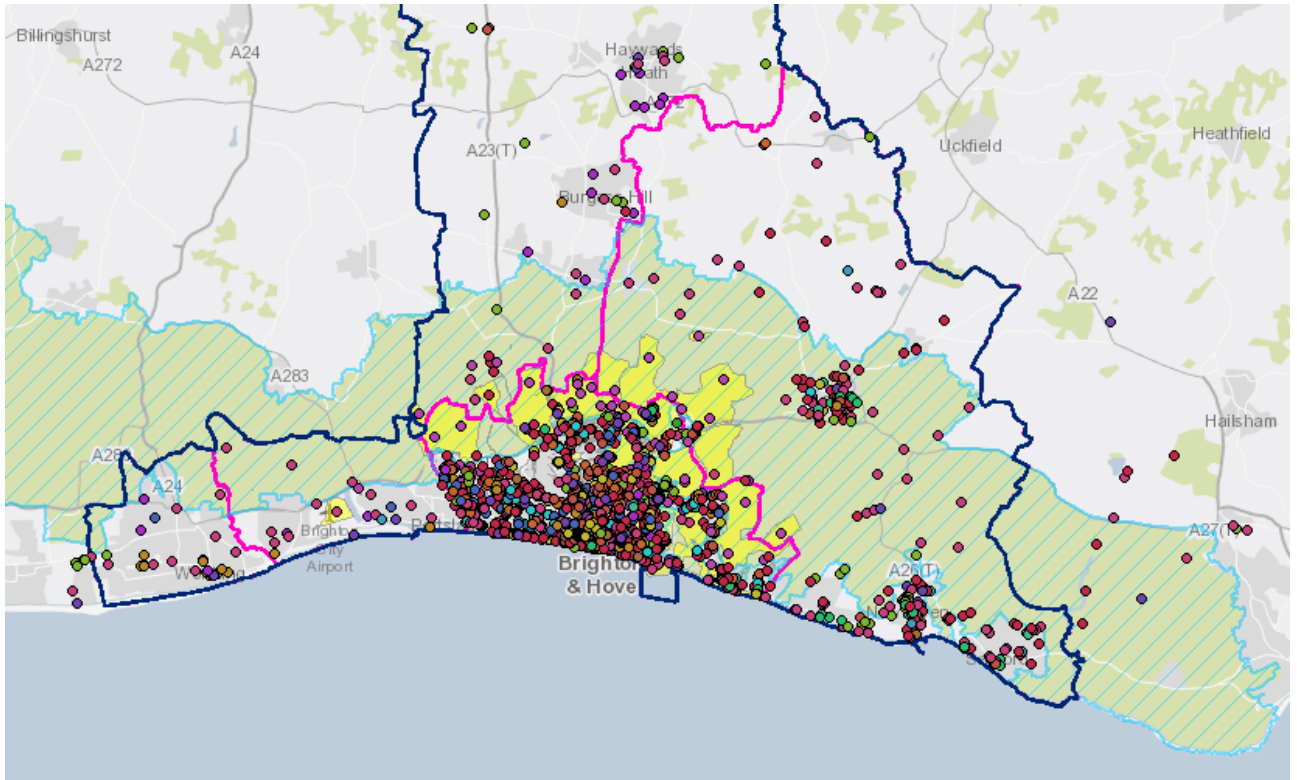 Billingshurst
A24
A272
Haywards
Heath
A23(T)
Uckfield
Heathfield
Burgess Hill
A22
A283
Hailsham
A24
A27(T)
Brighton
City
Airport
Brighton
& Hove
A26(T)